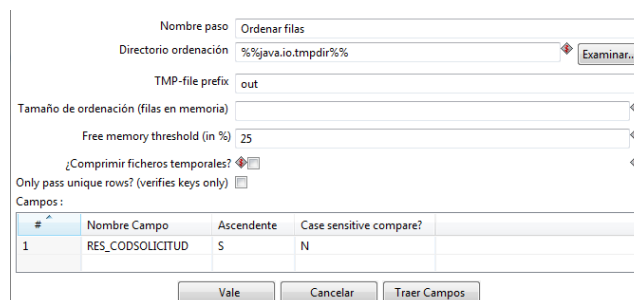 Nombre paso Ordenar filas
Directorio ordenación %%java.io.tmpdir%% Examinar...
TMP-file prefix out
Tamaño de ordenación (filas en memoria)
Free memory threshold (in %) 25
¿Comprimir ficheros temporales?
Only pass unique rows? (verifies keys only)
Campos :
# Nombre Campo Ascendente Case sensitive compare?
1 RES_CODSOLICITUD S N
Vale Cancelar Traer Campos